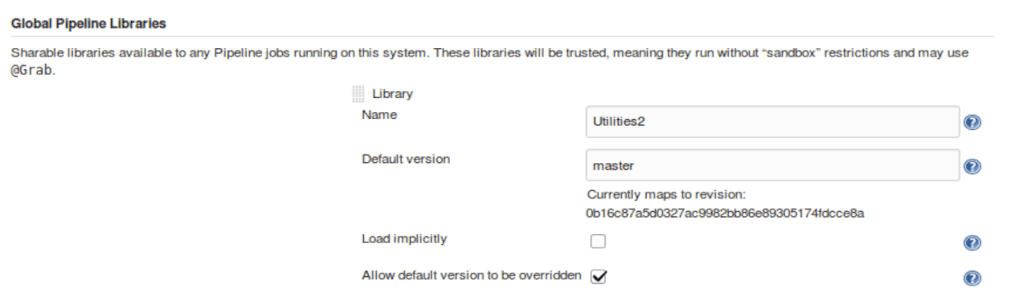 Global Pipeline Libraries
Sharable libraries available to any Pipeline jobs running on this system. These libraries will be trusted, meaning they run without “sandbox” restrictions and may use
@Grab.
Library
Name
Utilities2
Default version
master
Currently maps to revision:
0b16c87a5d0327ac9982bb86e89305174fdcce8a
Load implicitly
Allow default version to be overridden